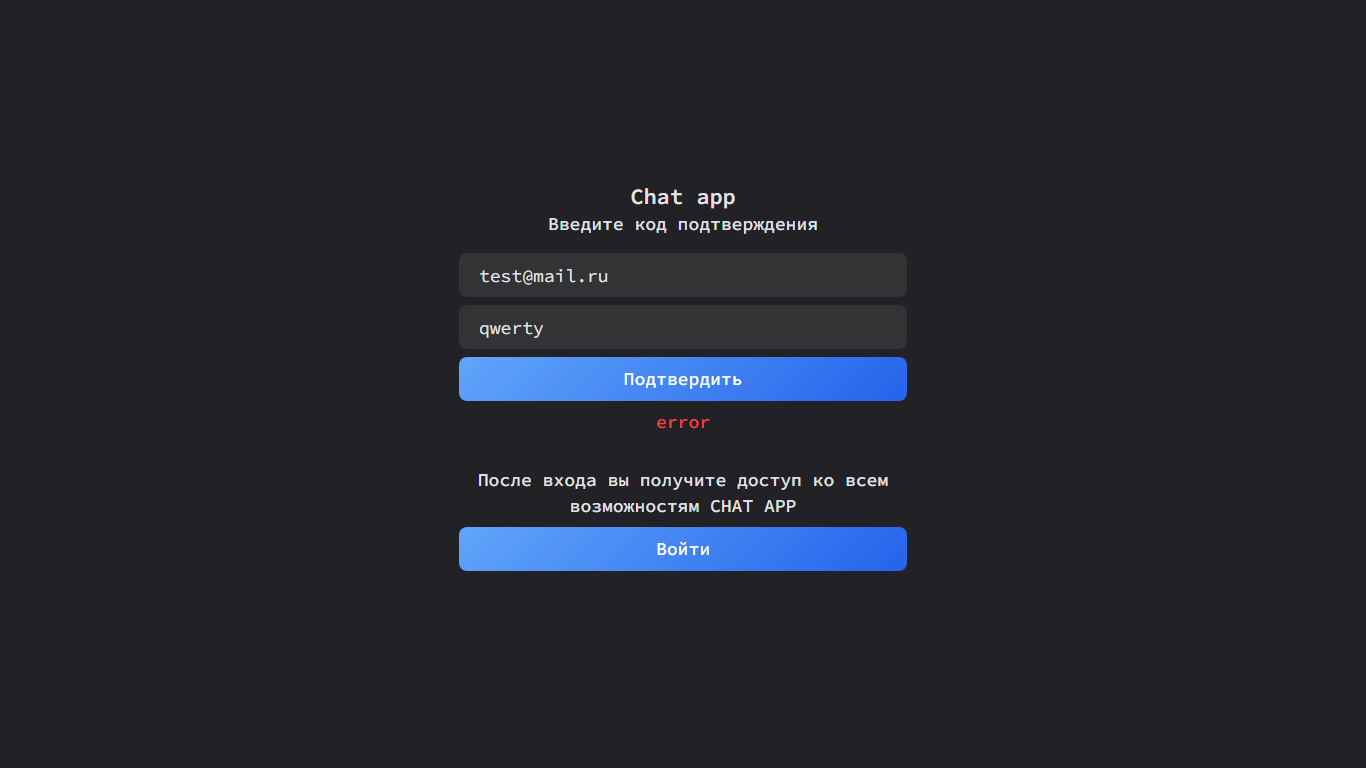 Chat app
Введите код подтверждения
test@mail.ru
qwerty
Подтвердить
error
После входа вы получите доступ ко всем
возможностям CHAT APP
Войти